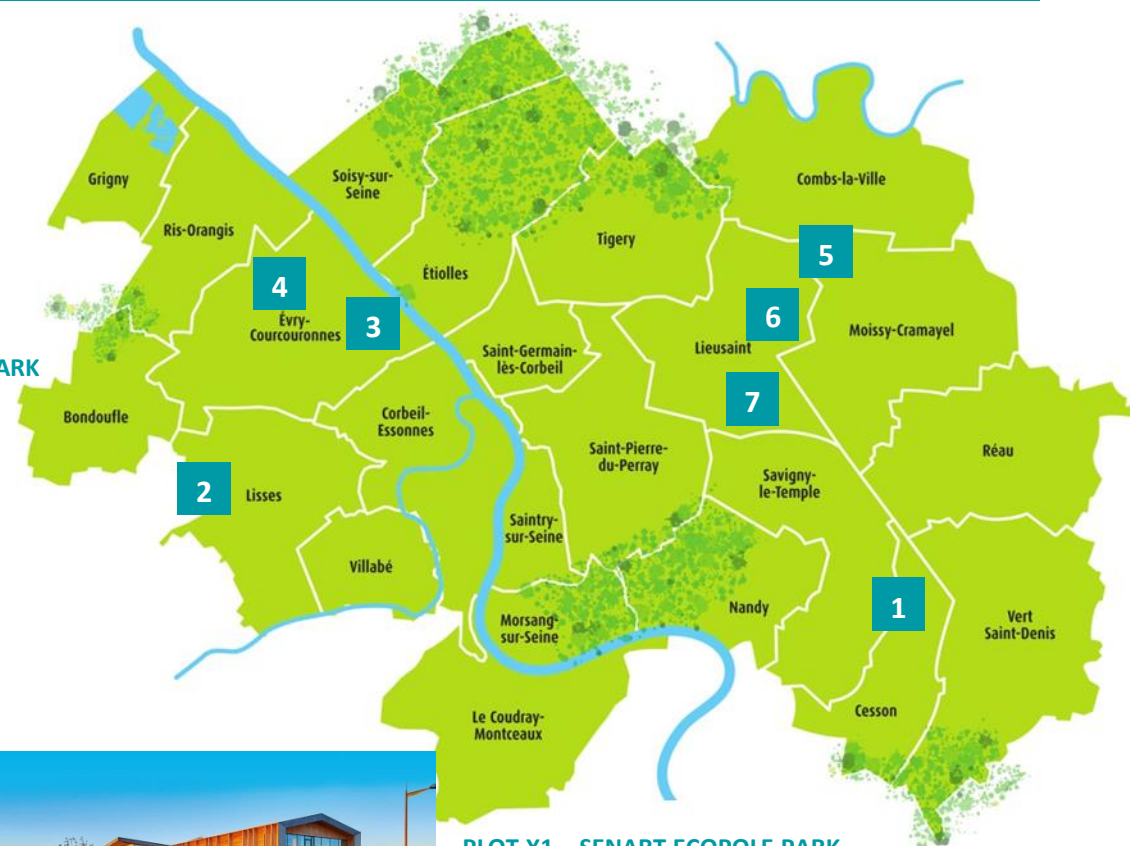 Combs-la-Ville
Grigny
Soisy-sur-
Seine
Ris-Orangis
Tigery
5
Étiolles
4
6
3
Évry-
Courcouronnes
Moissy-Cramayel
Saint-Germain-
lès-Corbeil
Lieusaint
ARK
7
Bondoufle
Corbeil-
Essonnes
Saint-Pierre-
du-Perray
Réau
Savigny-
le-Temple
2
Lisses
Saintry-
sur-Seine
Villabé
1
Nandy
Morsang-
sur-Seine
Vert
Saint-Denis
Cesson
Le Coudray-
Montceaux
PLOT Y1 – SENART ECOPOLE PARK